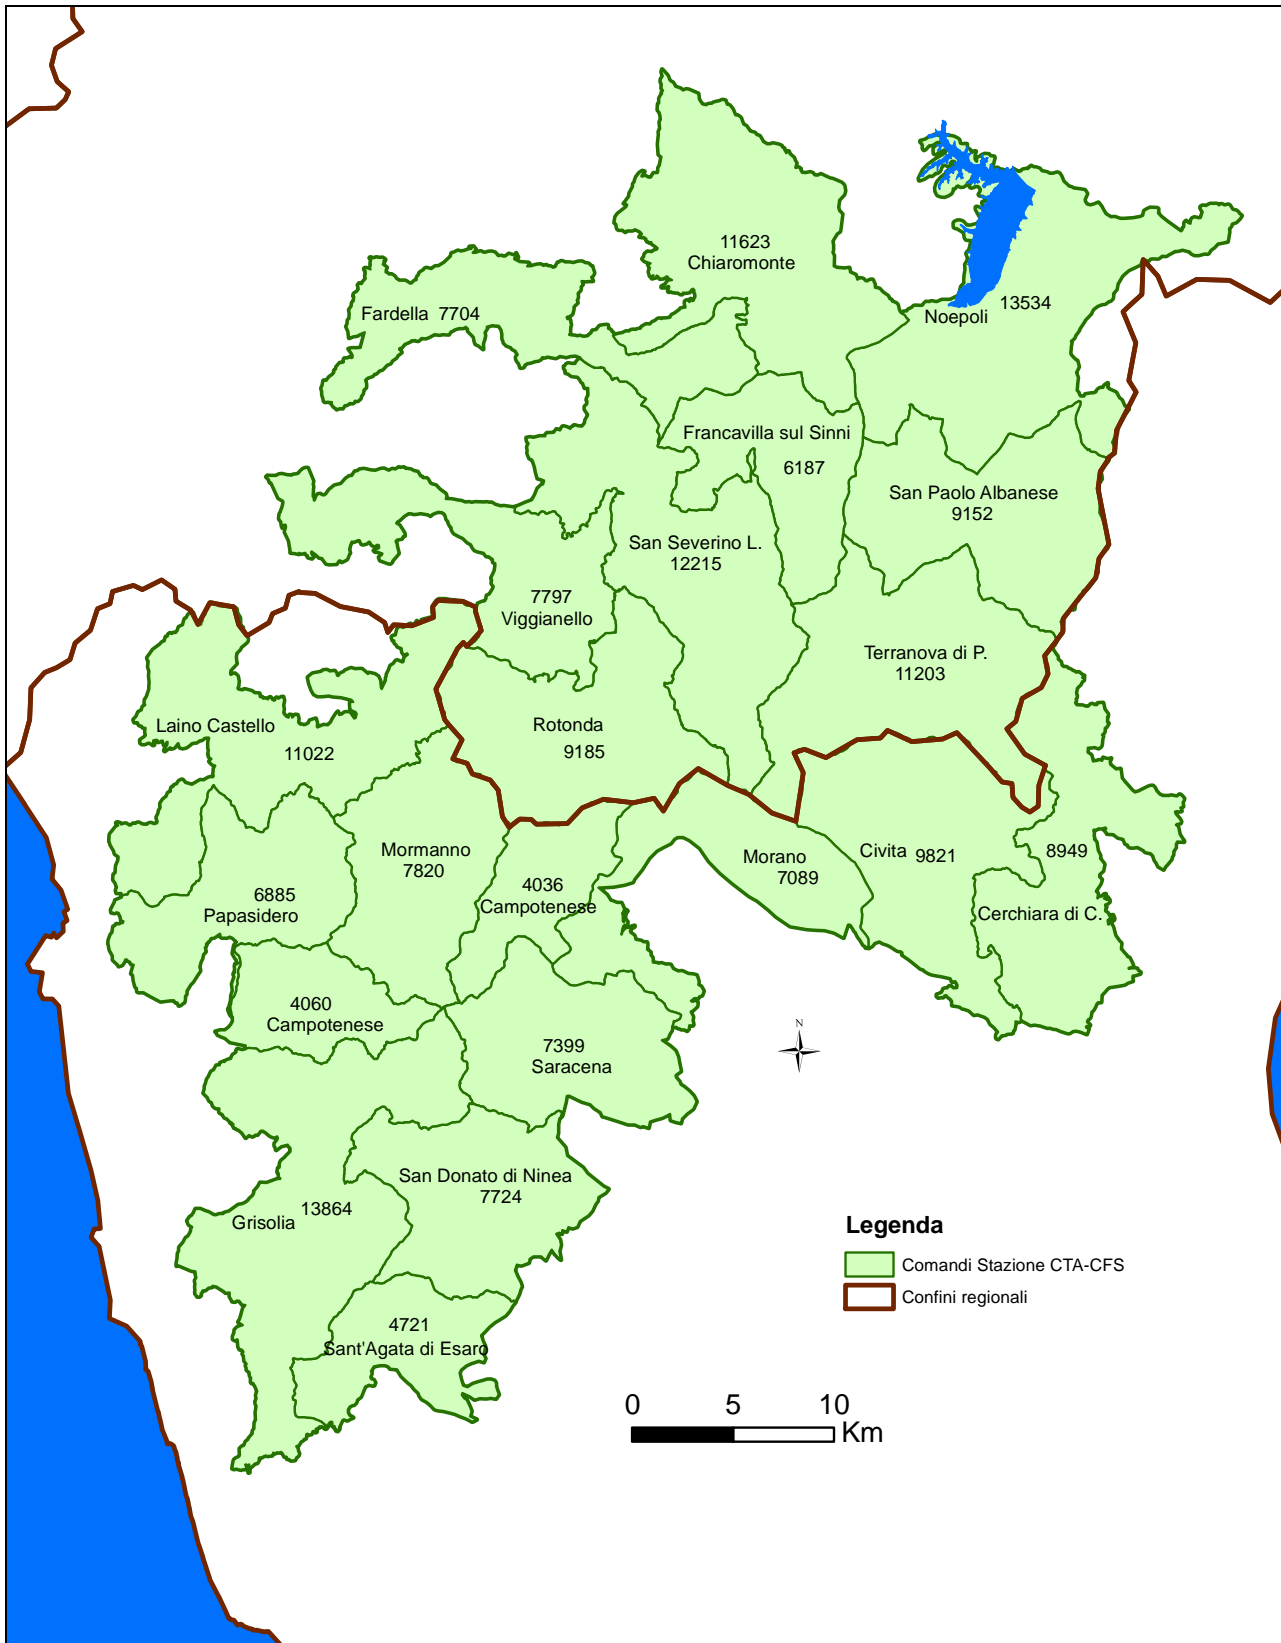 11623
Chiaromonte
Fardella 7704
13534
Noepoli
Francavilla sul Sinni
6187
San Paolo Albanese
9152
San Severino L.
12215
7797
Viggianello
Terranova di P.
11203
Laino Castello
11022
Rotonda
9185
Mormanno
7820
4036
Campotenese
Morano
7089
Civita 9821
8949
Cerchiara di C.
6885
Papasidero
4060
Campotenese
7399
Saracena
N
San Donato di Ninea
7724
13864
Grisolia
4721
Sant'Agata di Esaro
Legenda
Comandi Stazione CTA-CFS
Confini regionali
0 5 10
Km